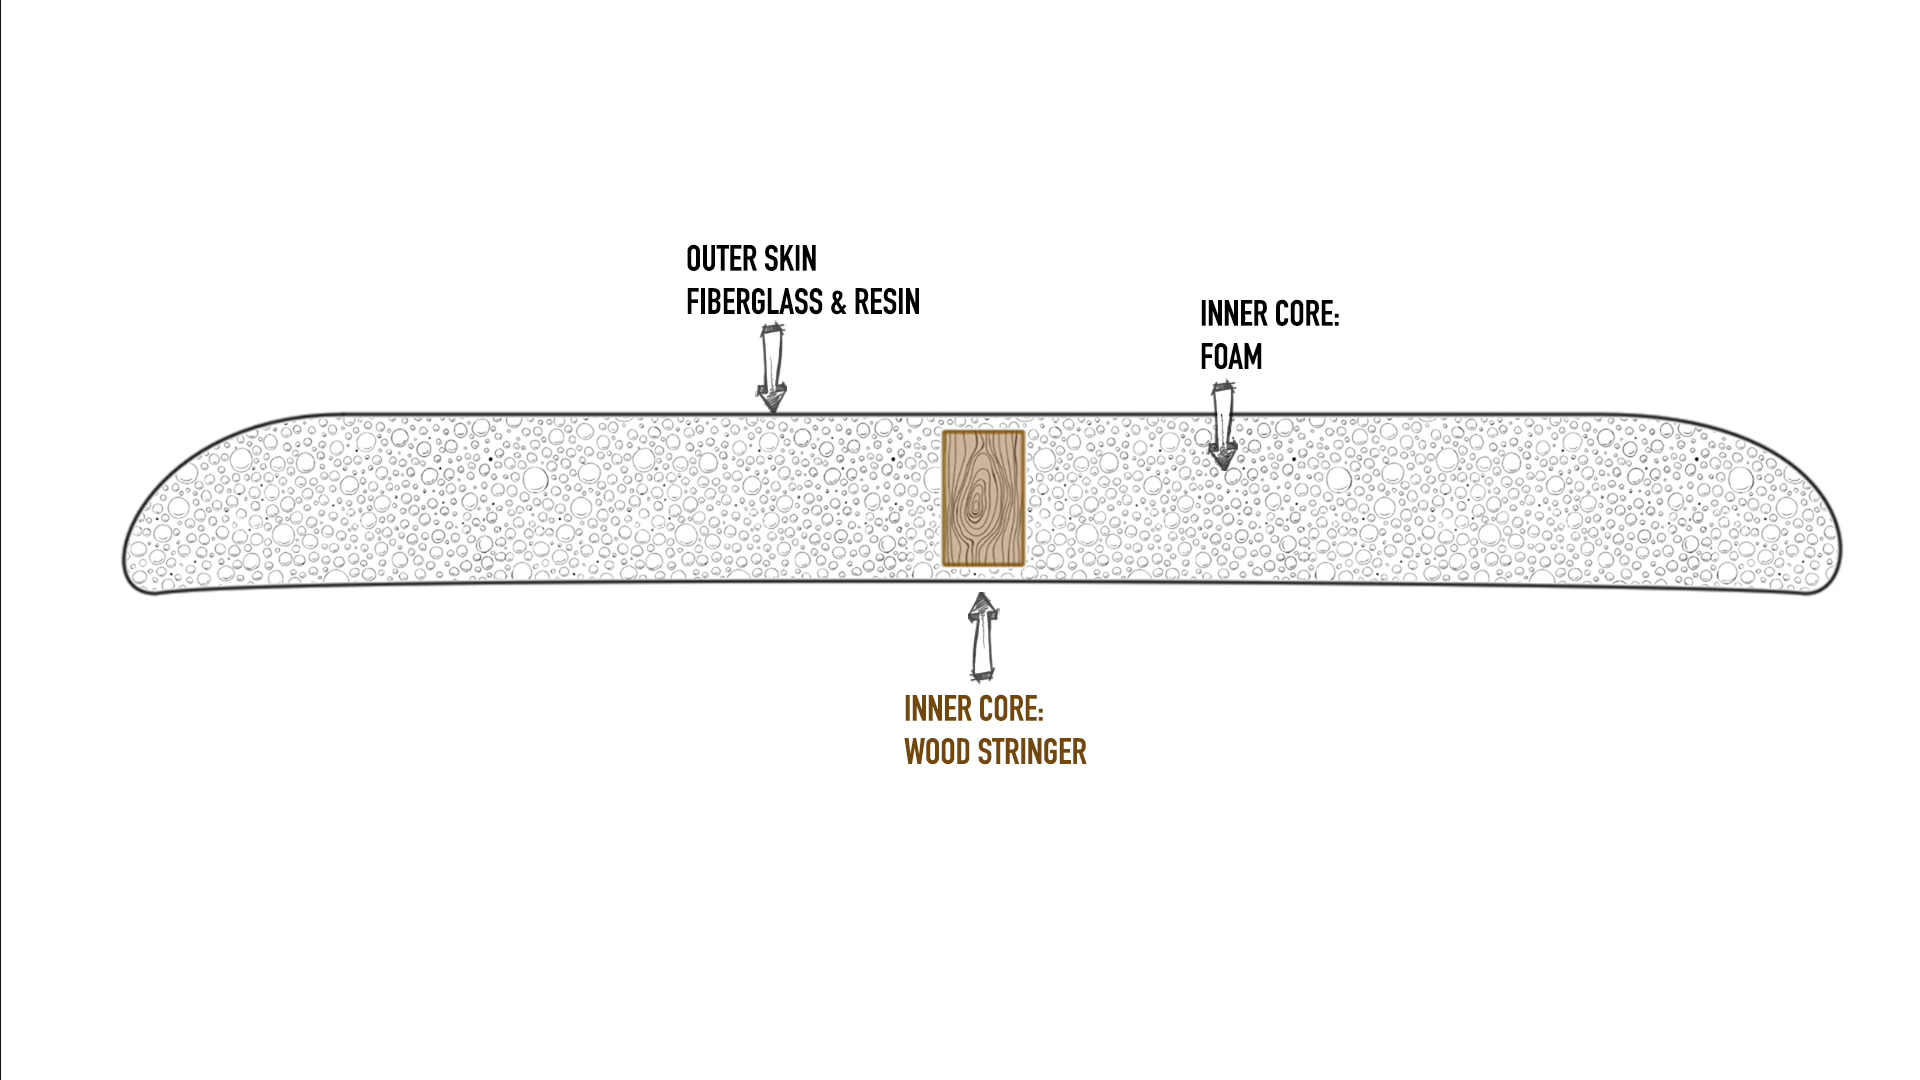 OUTER SKIN
FIBERGLASS & RESIN
INNER CORE:
FOAM
INNER CORE:
WOOD STRINGER